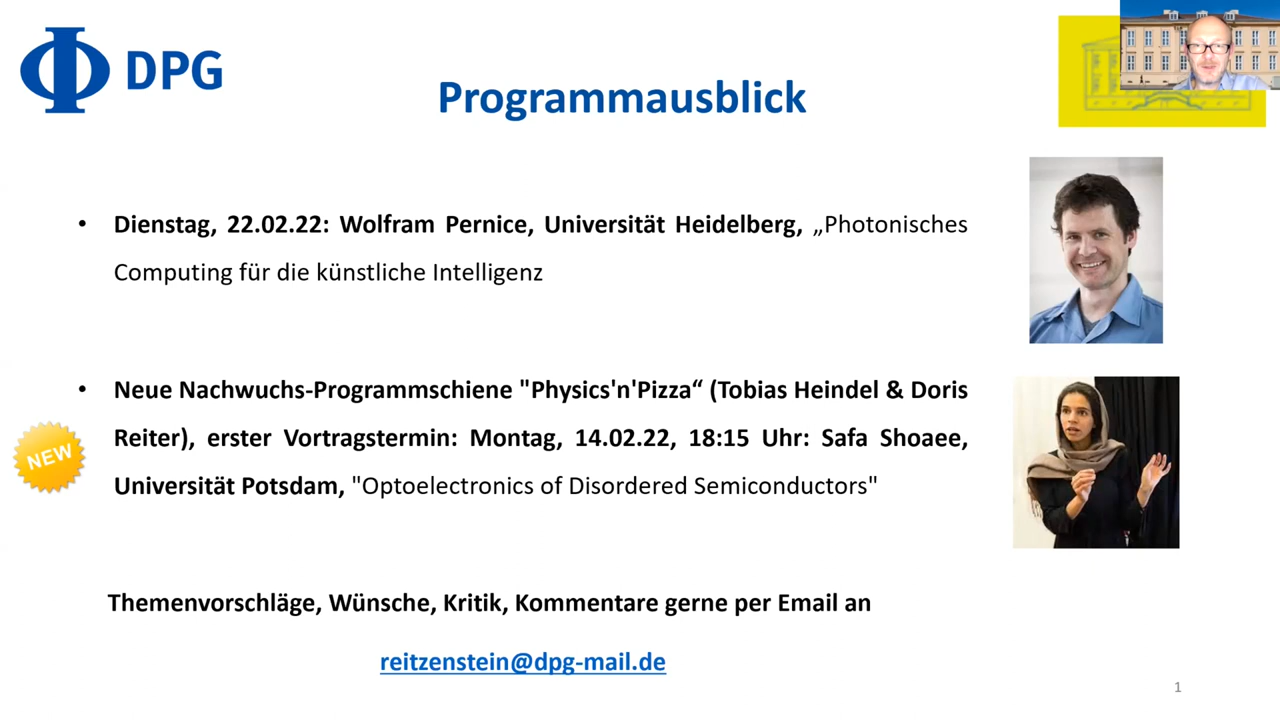 DPG
Programmausblick
• Dienstag, 22.02.22: Wolfram Pernice, Universität Heidelberg, „Photonisches
Computing für die künstliche Intelligenz
• Neue Nachwuchs-Programmschiene "Physics'n'Pizza“ (Tobias Heindel & Doris
Reiter), erster Vortragstermin: Montag, 14.02.22, 18:15 Uhr: Safa Shoaee,
NEW
Universität Potsdam, "Optoelectronics of Disordered Semiconductors"
Themenvorschläge, Wünsche, Kritik, Kommentare gerne per Email an
reitzenstein@dpg-mail.de
1